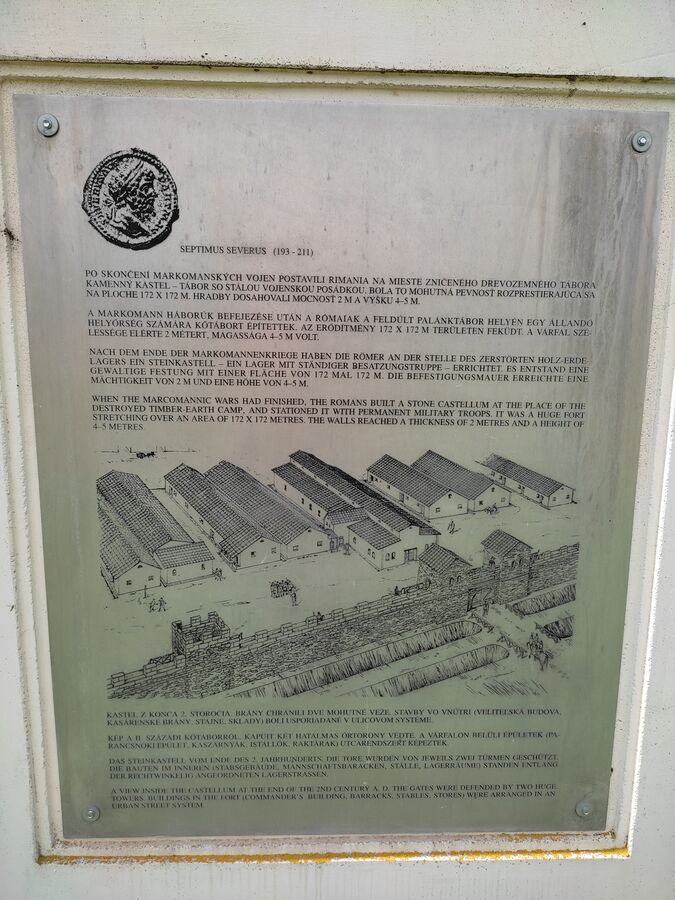 SEPTIMUS SEVERUS (193 - 211)
PO SKONČENÍ MARKOMANSKÝCH VOJEN POSTAVILI RIMANIA NA MIESTE ZNIČENÉHO DREVOZEMNÉHO TÁBORA
KAMENNÝ KASTEL – TÁBOR SO STÁLOU VOJENSKOU POSÁDKOU. BOLA TO MOHUTNÁ PEVNOSŤ ROZPRESTIERAJÚCA SA
NA PLOCHE 172 X 172 M. HRADBY DOSAHOVALI MOCNOSŤ 2 M A VÝŠKU 4–5 M.
A MARKOMANN HÁBORÚK BEFEJEZÉSE UTÁN A RÓMAIAK A FELDÚLT PALÁNKTÁBOR HELYÉN EGY ÁLLANDÓ
HELYŐRSÉG SZÁMÁRA KŐTÁBORT ÉPÍTETTEK. AZ ERŐDÍTMÉNY 172 X 172 M TERÜLETEN FEKÜDT. A VÁRFAL SZÉ-
LESSÉGE ELÉRTE 2 MÉTERT, MAGASSÁGA 4–5 M VOLT.
NACH DEM ENDE DER MARKOMANNENKRIEGE HABEN DIE RÖMER AN DER STELLE DES ZERSTÖRTEN HOLZ-ERDE-
LAGERS EIN STEINKASTELL – EIN LAGER MIT STÄNDIGER BESATZUNGSTRUPPE – ERRICHTET. ES ENTSTAND EINE
GEWALTIGE FESTUNG MIT EINER FLÄCHE VON 172 MAL 172 M. DIE BEFESTIGUNGSMAUER ERREICHTE EINE
MÄCHTIGKEIT VON 2 M UND EINE HÖHE VON 4–5 M.
WHEN THE MARCOMANNIC WARS HAD FINISHED, THE ROMANS BUILT A STONE CASTELLUM AT THE PLACE OF THE
DESTROYED TIMBER-EARTH CAMP, AND STATIONED IT WITH PERMANENT MILITARY TROOPS. IT WAS A HUGE FORT
STRETCHING OVER AN AREA OF 172 X 172 METRES. THE WALLS REACHED A THICKNESS OF 2 METRES AND A HEIGHT OF
4–5 METRES.
KASTEL Z KONCA 2. STOROČIA. BRÁNY CHRÁNILI DVE MOHUTNÉ VEŽE. STAVBY VO VNÚTRI (VELITEĽSKÁ BUDOVA,
KASÁRENSKÉ BRÁNY, STAJNE, SKLADY) BOLI USPORIADANÉ V ULICOVOM SYSTÉME.
KÉP A II. SZÁZADI KŐTÁBORRÓL. KAPUIT KÉT HATALMAS ŐRTORONY VÉDTE. A VÁRFALON BELÜLI ÉPÜLETEK (PA-
RANCSNOKI ÉPÜLET, KASZÁRNYÁK, ISTÁLLÓK, RAKTÁRAK) UTCARENDSZERT KÉPEZTEK.
DAS STEINKASTELL VOM ENDE DES 2. JAHRHUNDERTS. DIE TORE WURDEN VON JEWEILS ZWEI TÜRMEN GESCHÜTZT.
DIE BAUTEN IM INNEREN (STABSGEBÄUDE, MANNSCHAFTSBARACKEN, STÄLLE, LAGERRÄUME) STANDEN ENTLANG
DER RECHTWINKELIG ANGEORDNETEN LAGERSTRASSEN.
A VIEW INSIDE THE CASTELLUM AT THE END OF THE 2ND CENTURY A. D. THE GATES WERE DEFENDED BY TWO HUGE
TOWERS. BUILDINGS IN THE FORT (COMMANDER'S BUILDING, BARRACKS, STABLES, STORES) WERE ARRANGED IN AN
URBAN STREET SYSTEM.